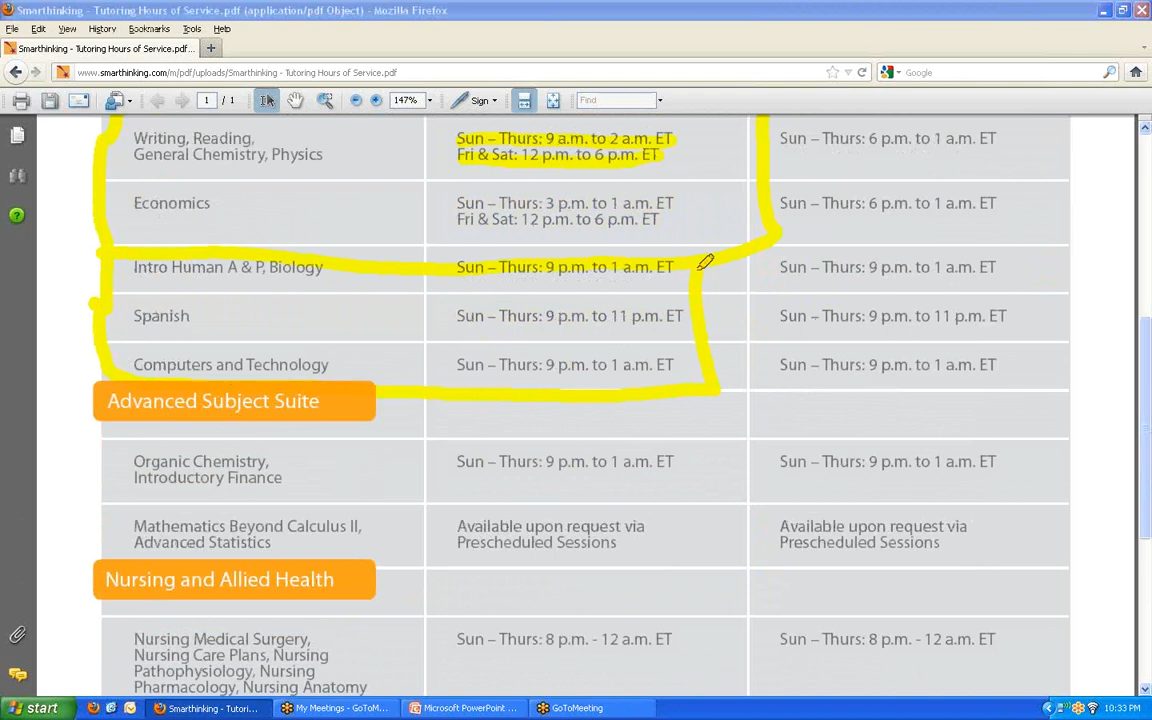 Smarthinking - Tutoring Hours of Service.pdf (application/pdf Object) - Mozilla Firefox
File Edit View History Bookmarks Tools Help
Smarthinking - Tutoring Hours of Service.pdf...
www.smarthinking.com/m/pdf/uploads/Smarthinking - Tutoring Hours of Service.pdf
Google
1 / 1
147%
Sign
Find
Writing, Reading,
General Chemistry, Physics
Sun – Thurs: 9 a.m. to 2 a.m. ET
Fri & Sat: 12 p.m. to 6 p.m. ET
Sun – Thurs: 6 p.m. to 1 a.m. ET
Economics
Sun – Thurs: 3 p.m. to 1 a.m. ET
Fri & Sat: 12 p.m. to 6 p.m. ET
Sun – Thurs: 6 p.m. to 1 a.m. ET
Intro Human A & P, Biology
Sun – Thurs: 9 p.m. to 1 a.m. ET
Sun – Thurs: 9 p.m. to 1 a.m. ET
Spanish
Sun – Thurs: 9 p.m. to 11 p.m. ET
Sun – Thurs: 9 p.m. to 11 p.m. ET
Computers and Technology
Sun – Thurs: 9 p.m. to 1 a.m. ET
Sun – Thurs: 9 p.m. to 1 a.m. ET
Advanced Subject Suite
Organic Chemistry,
Introductory Finance
Sun – Thurs: 9 p.m. to 1 a.m. ET
Sun – Thurs: 9 p.m. to 1 a.m. ET
Mathematics Beyond Calculus II,
Advanced Statistics
Available upon request via
Prescheduled Sessions
Available upon request via
Prescheduled Sessions
Nursing and Allied Health
Nursing Medical Surgery,
Nursing Care Plans, Nursing
Pathophysiology, Nursing
Pharmacology, Nursing Anatomy
Sun – Thurs: 8 p.m. - 12 a.m. ET
Sun – Thurs: 8 p.m. - 12 a.m. ET
start
Smarthinking - Tutori...
My Meetings - GoToM...
Microsoft PowerPoint ...
GoToMeeting
10:33 PM